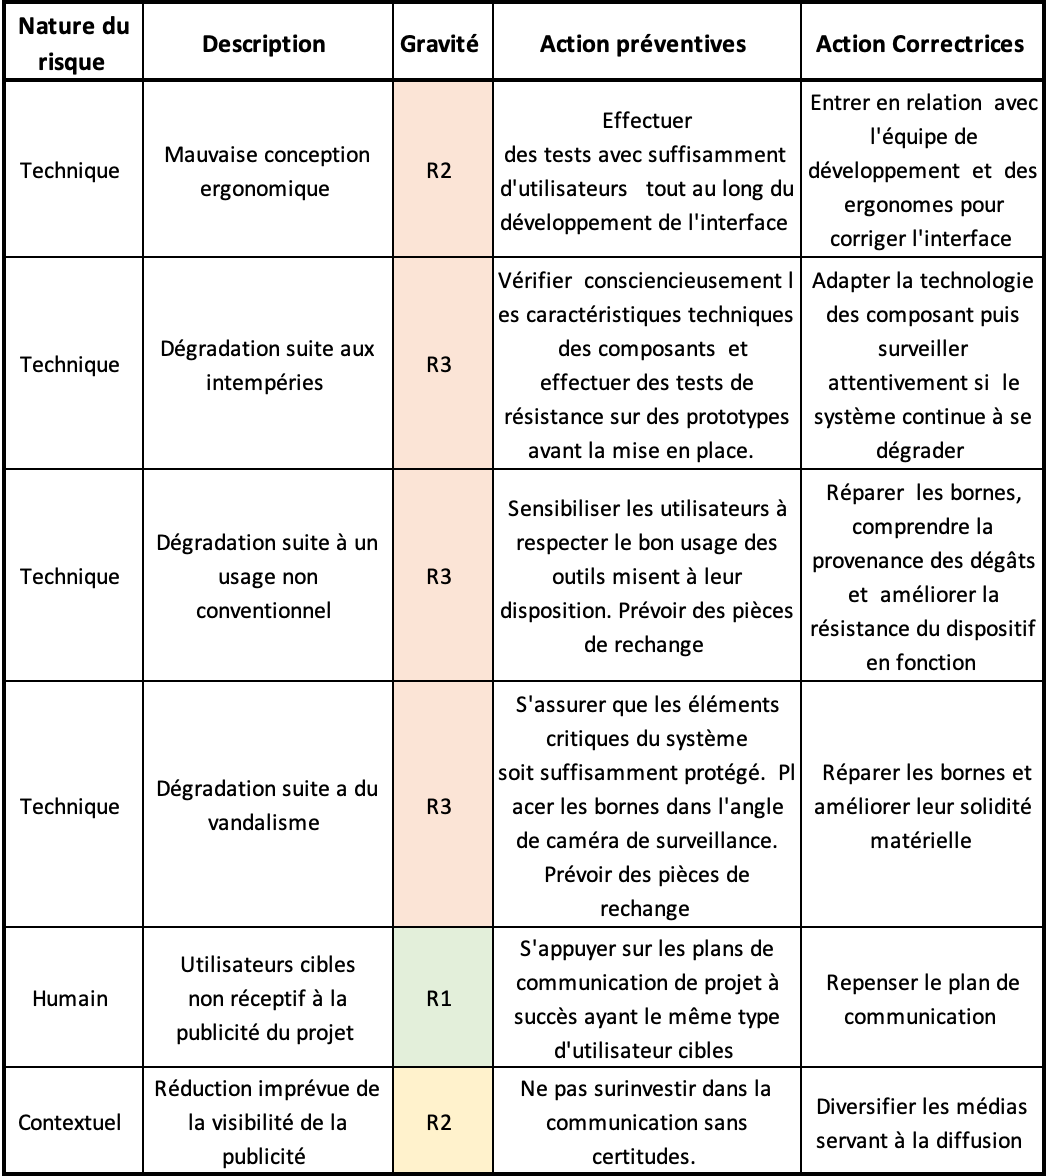 Nature du
risque
Description
Gravité
Action préventives
Action Correctrices
Technique
Mauvaise conception
ergonomique
R2
Effectuer
des tests avec suffisamment
d'utilisateurs tout au long du
développement de l'interface
Entrer en relation avec
l'équipe de
développement et des
ergonomes pour
corriger l'interface
Technique
Dégradation suite aux
intempéries
R3
Vérifier consciencieusement l
es caractéristiques techniques
des composants et
effectuer des tests de
résistance sur des prototypes
avant la mise en place.
Adapter la technologie
des composant puis
surveiller
attentivement si le
système continue à se
dégrader
Technique
Dégradation suite à un
usage non
conventionnel
R3
Sensibiliser les utilisateurs à
respecter le bon usage des
outils misent à leur
disposition. Prévoir des pièces
de rechange
Réparer les bornes,
comprendre la
provenance des dégâts
et améliorer la
résistance du dispositif
en fonction
Technique
Dégradation suite a du
vandalisme
R3
S'assurer que les éléments
critiques du système
soit suffisamment protégé. Pl
acer les bornes dans l'angle
de caméra de surveillance.
Prévoir des pièces de
rechange
Réparer les bornes et
améliorer leur solidité
matérielle
Humain
Utilisateurs cibles
non réceptif à la
publicité du projet
R1
S'appuyer sur les plans de
communication de projet à
succès ayant le même type
d'utilisateur cibles
Repenser le plan de
communication
Contextuel
Réduction imprévue de
la visibilité de la
publicité
R2
Ne pas surinvestir dans la
communication sans
certitudes.
Diversifier les médias
servant à la diffusion